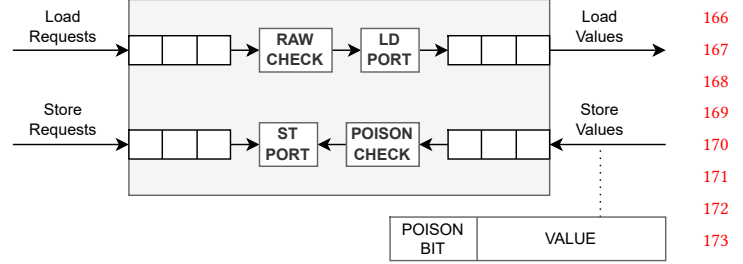 Load
Requests
RAW
CHECK
LD
PORT
Load
Values
Store
Requests
ST
PORT
POISON
CHECK
Store
Values
POISON
BIT
VALUE
166
167
168
169
170
171
172
173